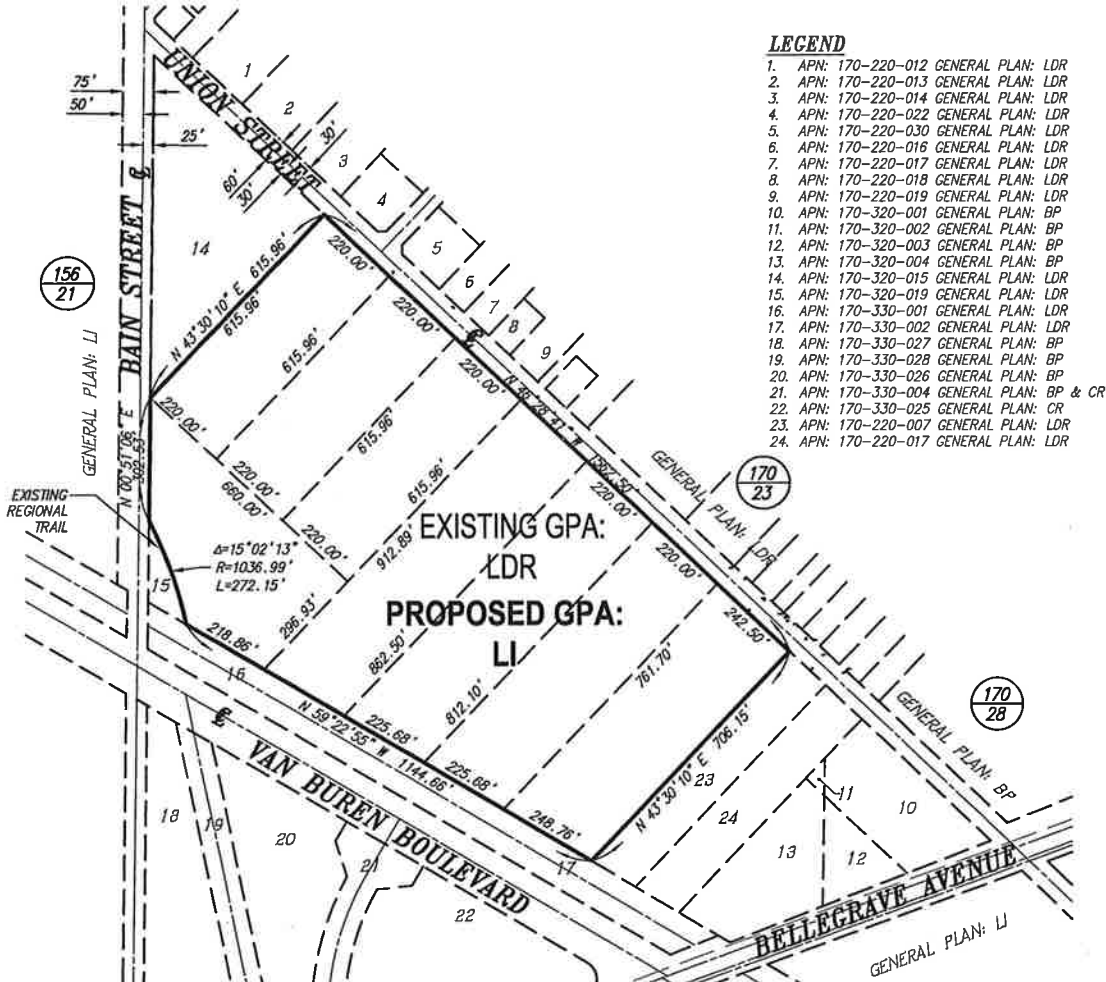 LEGEND
1. APN: 170-220-012 GENERAL PLAN: LDR
2. APN: 170-220-013 GENERAL PLAN: LDR
3. APN: 170-220-014 GENERAL PLAN: LDR
4. APN: 170-220-022 GENERAL PLAN: LDR
5. APN: 170-220-030 GENERAL PLAN: LDR
6. APN: 170-220-016 GENERAL PLAN: LDR
7. APN: 170-220-017 GENERAL PLAN: LDR
8. APN: 170-220-018 GENERAL PLAN: LDR
9. APN: 170-220-019 GENERAL PLAN: LDR
10. APN: 170-320-001 GENERAL PLAN: BP
11. APN: 170-320-002 GENERAL PLAN: BP
12. APN: 170-320-003 GENERAL PLAN: BP
13. APN: 170-320-004 GENERAL PLAN: BP
14. APN: 170-320-015 GENERAL PLAN: LDR
15. APN: 170-320-019 GENERAL PLAN: LDR
16. APN: 170-330-001 GENERAL PLAN: LDR
17. APN: 170-330-002 GENERAL PLAN: LDR
18. APN: 170-330-027 GENERAL PLAN: BP
19. APN: 170-330-028 GENERAL PLAN: BP
20. APN: 170-330-026 GENERAL PLAN: BP
21. APN: 170-330-004 GENERAL PLAN: BP & CR
22. APN: 170-330-025 GENERAL PLAN: CR
23. APN: 170-220-007 GENERAL PLAN: LDR
24. APN: 170-220-017 GENERAL PLAN: LDR
UNION STREET
75'
50'
25'
60'
30'
30'
1
2
3
4
5
6
7
8
9
14
156
21
BAIN STREET
GENERAL PLAN: LI
N 00°51'06" E
N 43°30'10" E 615.96'
615.96'
615.96'
615.96'
615.96'
912.89'
296.93'
220.00'
220.00'
220.00'
220.00'
220.00'
N 46°28'41" W 1562.50'
242.50'
220.00'
220.00'
660.00'
220.00'
EXISTING
REGIONAL
TRAIL
Δ=15°02'13"
R=1036.99'
L=272.15'
15
EXISTING GPA:
LDR
PROPOSED GPA:
LI
GENERAL PLAN: LDR
170
23
170
28
GENERAL PLAN: BP
218.86'
16
862.50'
812.10'
761.70'
N 59°22'55" W
1144.66'
225.68'
225.68'
248.76'
N 43°30'10" E 706.15'
17
23
24
11
10
13
12
VAN BUREN BOULEVARD
18
19
20
21
22
BELLEGRAVE AVENUE
GENERAL PLAN: LI